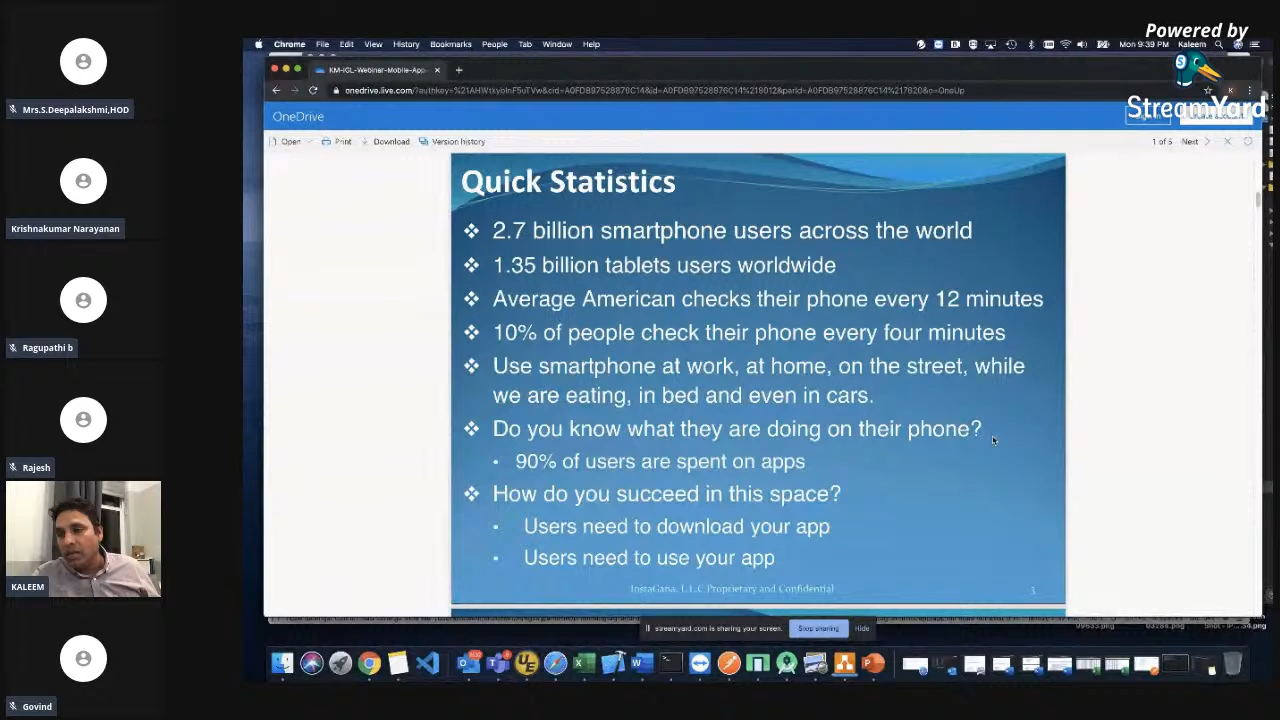 Powered by
StreamYard
Mrs.S.Deepalakshmi,HOD
Krishnakumar Narayanan
Ragupathi b
Rajesh
KALEEM
Govind
Chrome File Edit View History Bookmarks People Tab Window Help
Mon 9:39 PM Kaleem
KM-IGL-Webinar-Mobile-App
OneDrive
Open Print Download Version history
1 of 5 Next
Quick Statistics
❖ 2.7 billion smartphone users across the world
❖ 1.35 billion tablets users worldwide
❖ Average American checks their phone every 12 minutes
❖ 10% of people check their phone every four minutes
❖ Use smartphone at work, at home, on the street, while
we are eating, in bed and even in cars.
❖ Do you know what they are doing on their phone?
• 90% of users are spent on apps
❖ How do you succeed in this space?
• Users need to download your app
• Users need to use your app
InstaGana, L.L.C Proprietary and Confidential
3
streamyard.com is sharing your screen. Stop sharing Hide